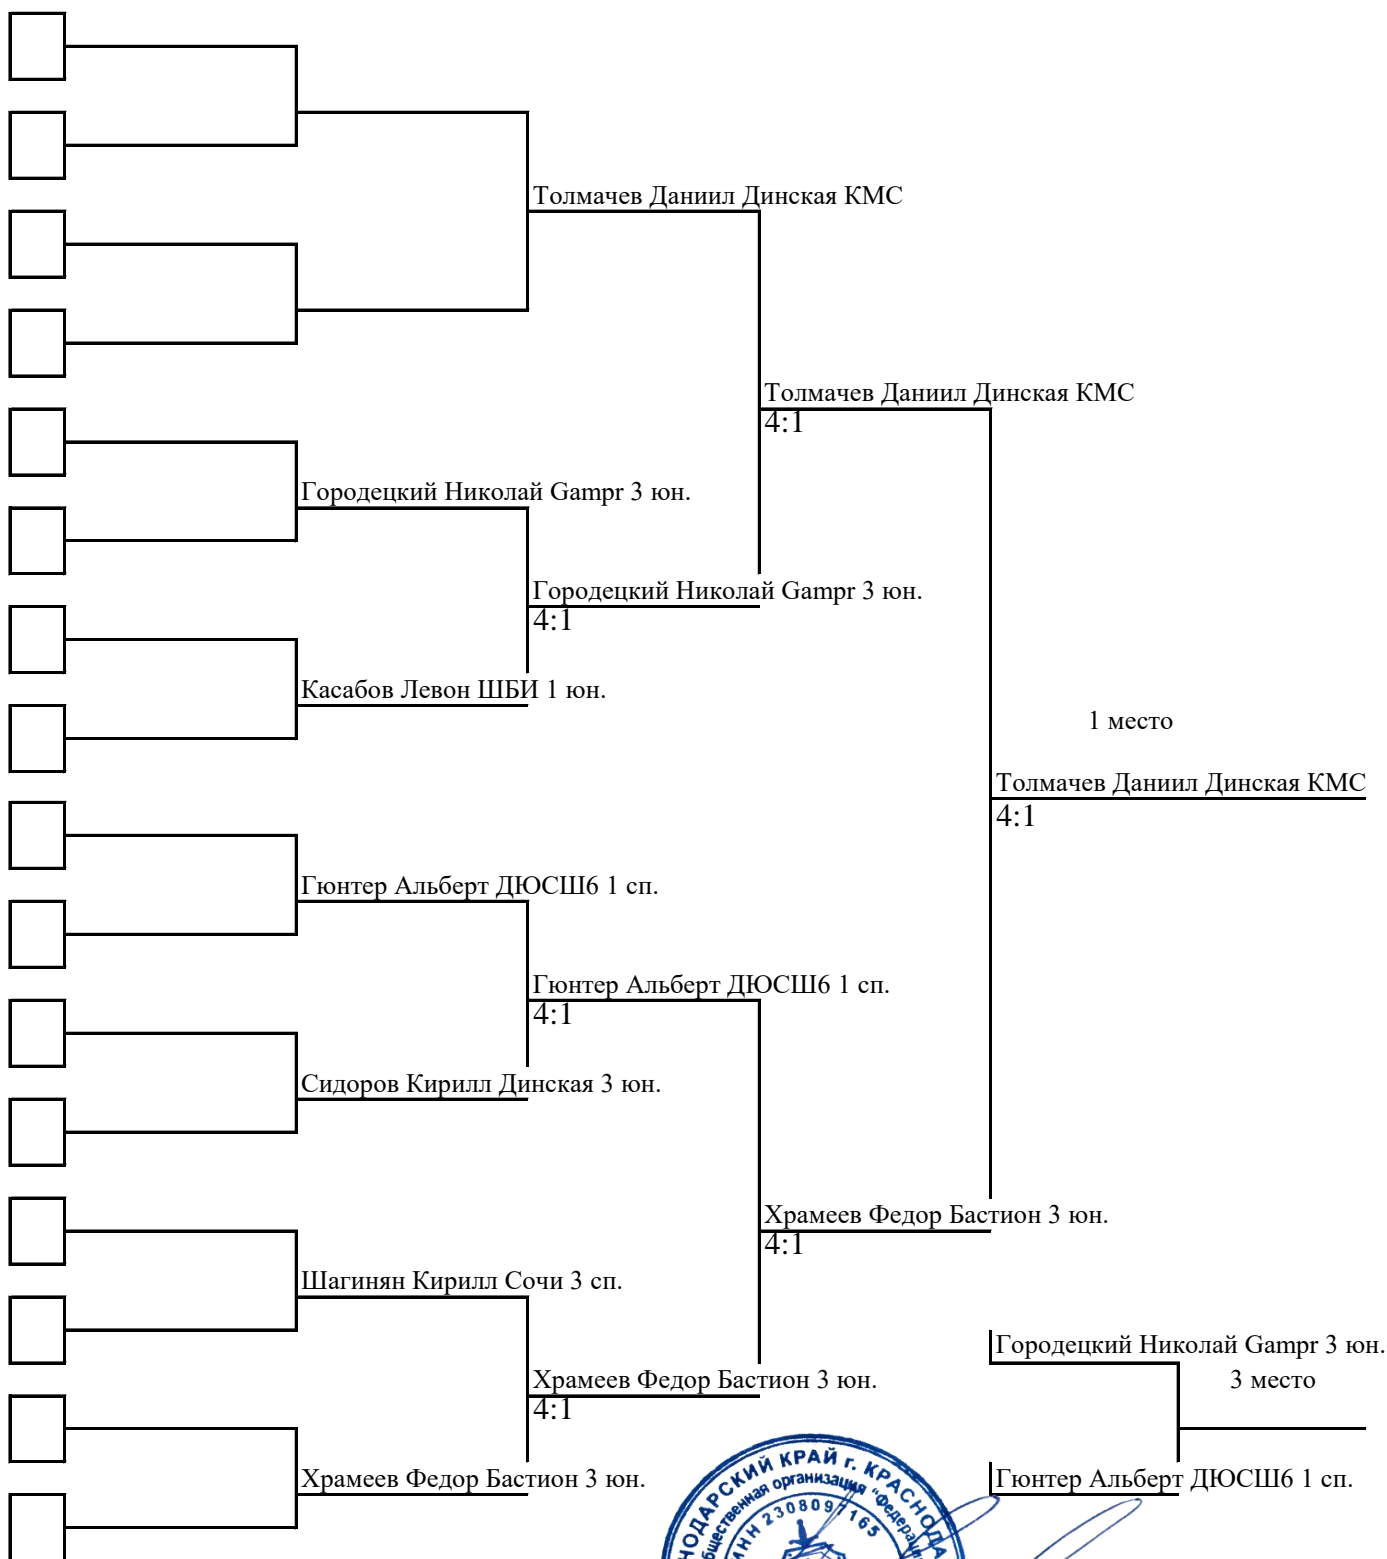 Толмачев Даниил Динская КМС
Толмачев Даниил Динская КМС
4:1
Городецкий Николай Gampr 3 юн.
Городецкий Николай Gampr 3 юн.
4:1
Касабов Левон ШБИ 1 юн.
1 место
Толмачев Даниил Динская КМС
4:1
Гюнтер Альберт ДЮСШ6 1 сп.
Гюнтер Альберт ДЮСШ6 1 сп.
4:1
Сидоров Кирилл Динская 3 юн.
Храмеев Федор Бастион 3 юн.
4:1
Шагинян Кирилл Сочи 3 сп.
Городецкий Николай Gampr 3 юн.
Храмеев Федор Бастион 3 юн.
4:1
3 место
Храмеев Федор Бастион 3 юн.
Гюнтер Альберт ДЮСШ6 1 сп.
КРАЙ г.
организация
ИНН 2308097165